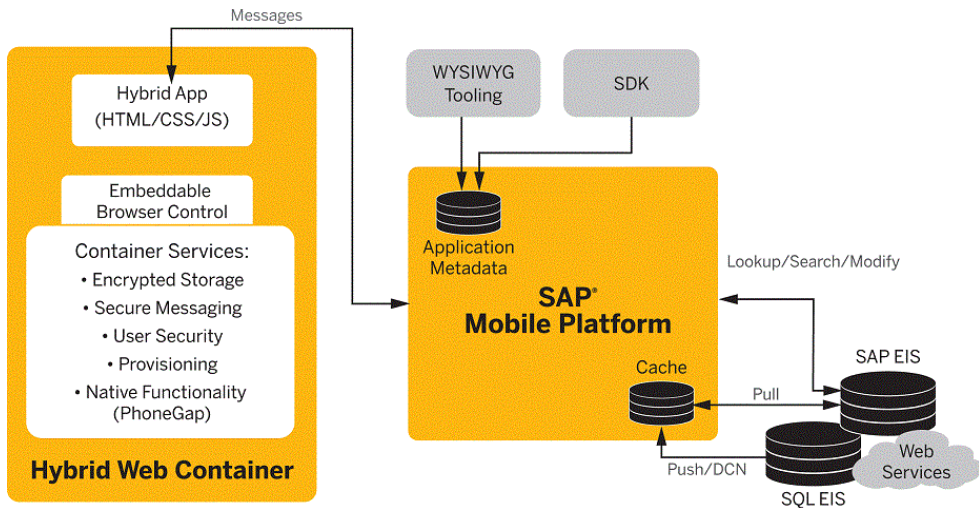 Messages
Hybrid App
(HTML/CSS/JS)
Embeddable
Browser Control
Container Services:
• Encrypted Storage
• Secure Messaging
• User Security
• Provisioning
• Native Functionality
(PhoneGap)
Hybrid Web Container
WYSIWYG
Tooling
SDK
Application
Metadata
SAP®
Mobile Platform
Cache
Lookup/Search/Modify
SAP EIS
Pull
Push/DCN
Web
Services
SQL EIS